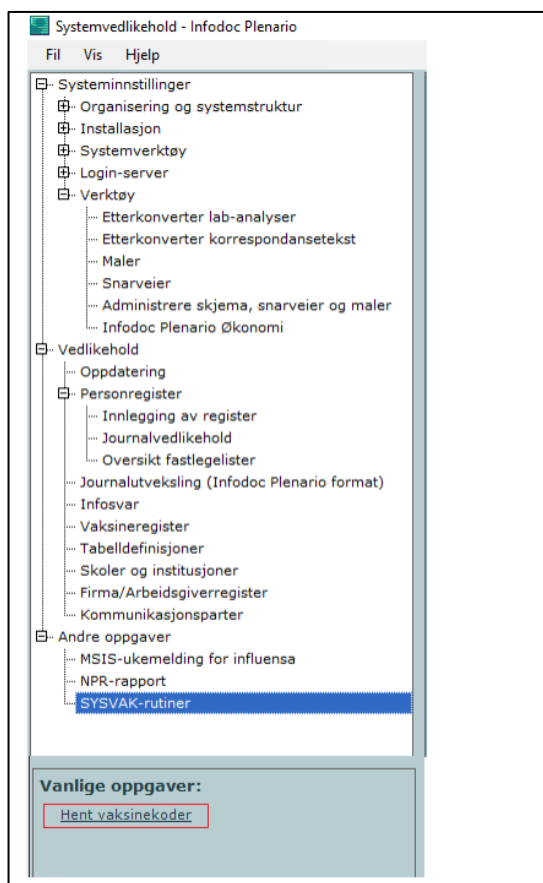 Systemvedlikehold - Infodoc Plenario
Fil Vis Hjelp
Systeminnstillinger
Organisering og systemstruktur
Installasjon
Systemverktøy
Login-server
Verktøy
Etterkonverter lab-analyser
Etterkonverter korrespondansetekst
Maler
Snarveier
Administrere skjema, snarveier og maler
Infodoc Plenario Økonomi
Vedlikehold
Oppdatering
Personregister
Innlegging av register
Journalvedlikehold
Oversikt fastlegelister
Journalutveksling (Infodoc Plenario format)
Infosvar
Vaksineregister
Tabelldefinisjoner
Skoler og institusjoner
Firma/Arbeidsgiverregister
Kommunikasjonsparter
Andre oppgaver
MSIS-ukemelding for influensa
NPR-rapport
SYSVAK-rutiner
Vanlige oppgaver:
Hent vaksinekoder